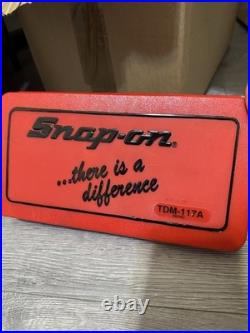 Snap-on®
...there is a
difference
TDM-117A